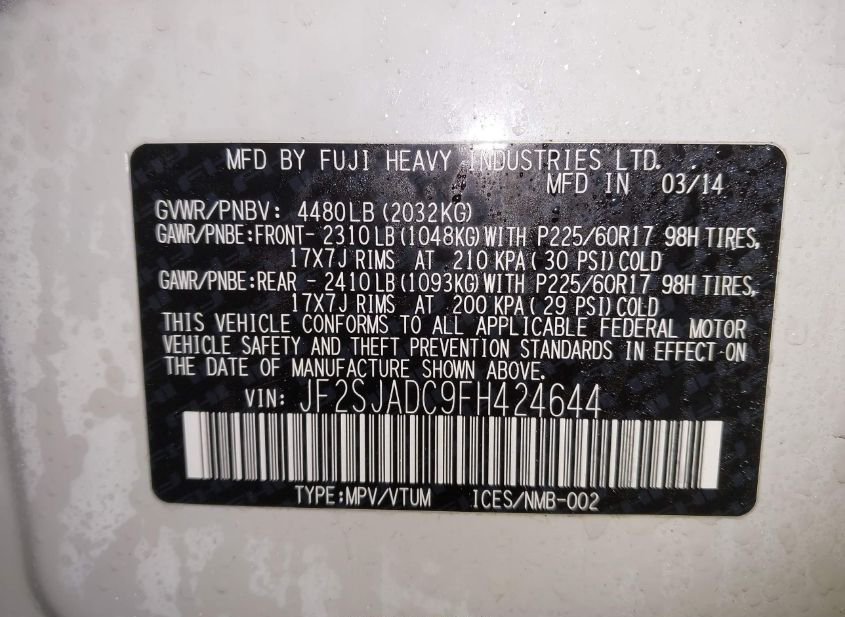 MFD BY FUJI HEAVY INDUSTRIES LTD.
MFD IN 03/14
GVWR/PNBV: 4480LB (2032KG)
GAWR/PNBE:FRONT- 2310LB (1048KG) WITH P225/60R17 98H TIRES,
17X7J RIMS AT 210 KPA( 30 PSI) COLD
GAWR/PNBE:REAR - 2410LB (1093KG) WITH P225/60R17 98H TIRES,
17X7J RIMS AT 200 KPA( 29 PSI) COLD
THIS VEHICLE CONFORMS TO ALL APPLICABLE FEDERAL MOTOR
VEHICLE SAFETY AND THEFT PREVENTION STANDARDS IN EFFECT ON
THE DATE OF MANUFACTURE SHOWN ABOVE.
VIN: JF2SJADC9FH424644
TYPE:MPV/VTUM ICES/NMB-002